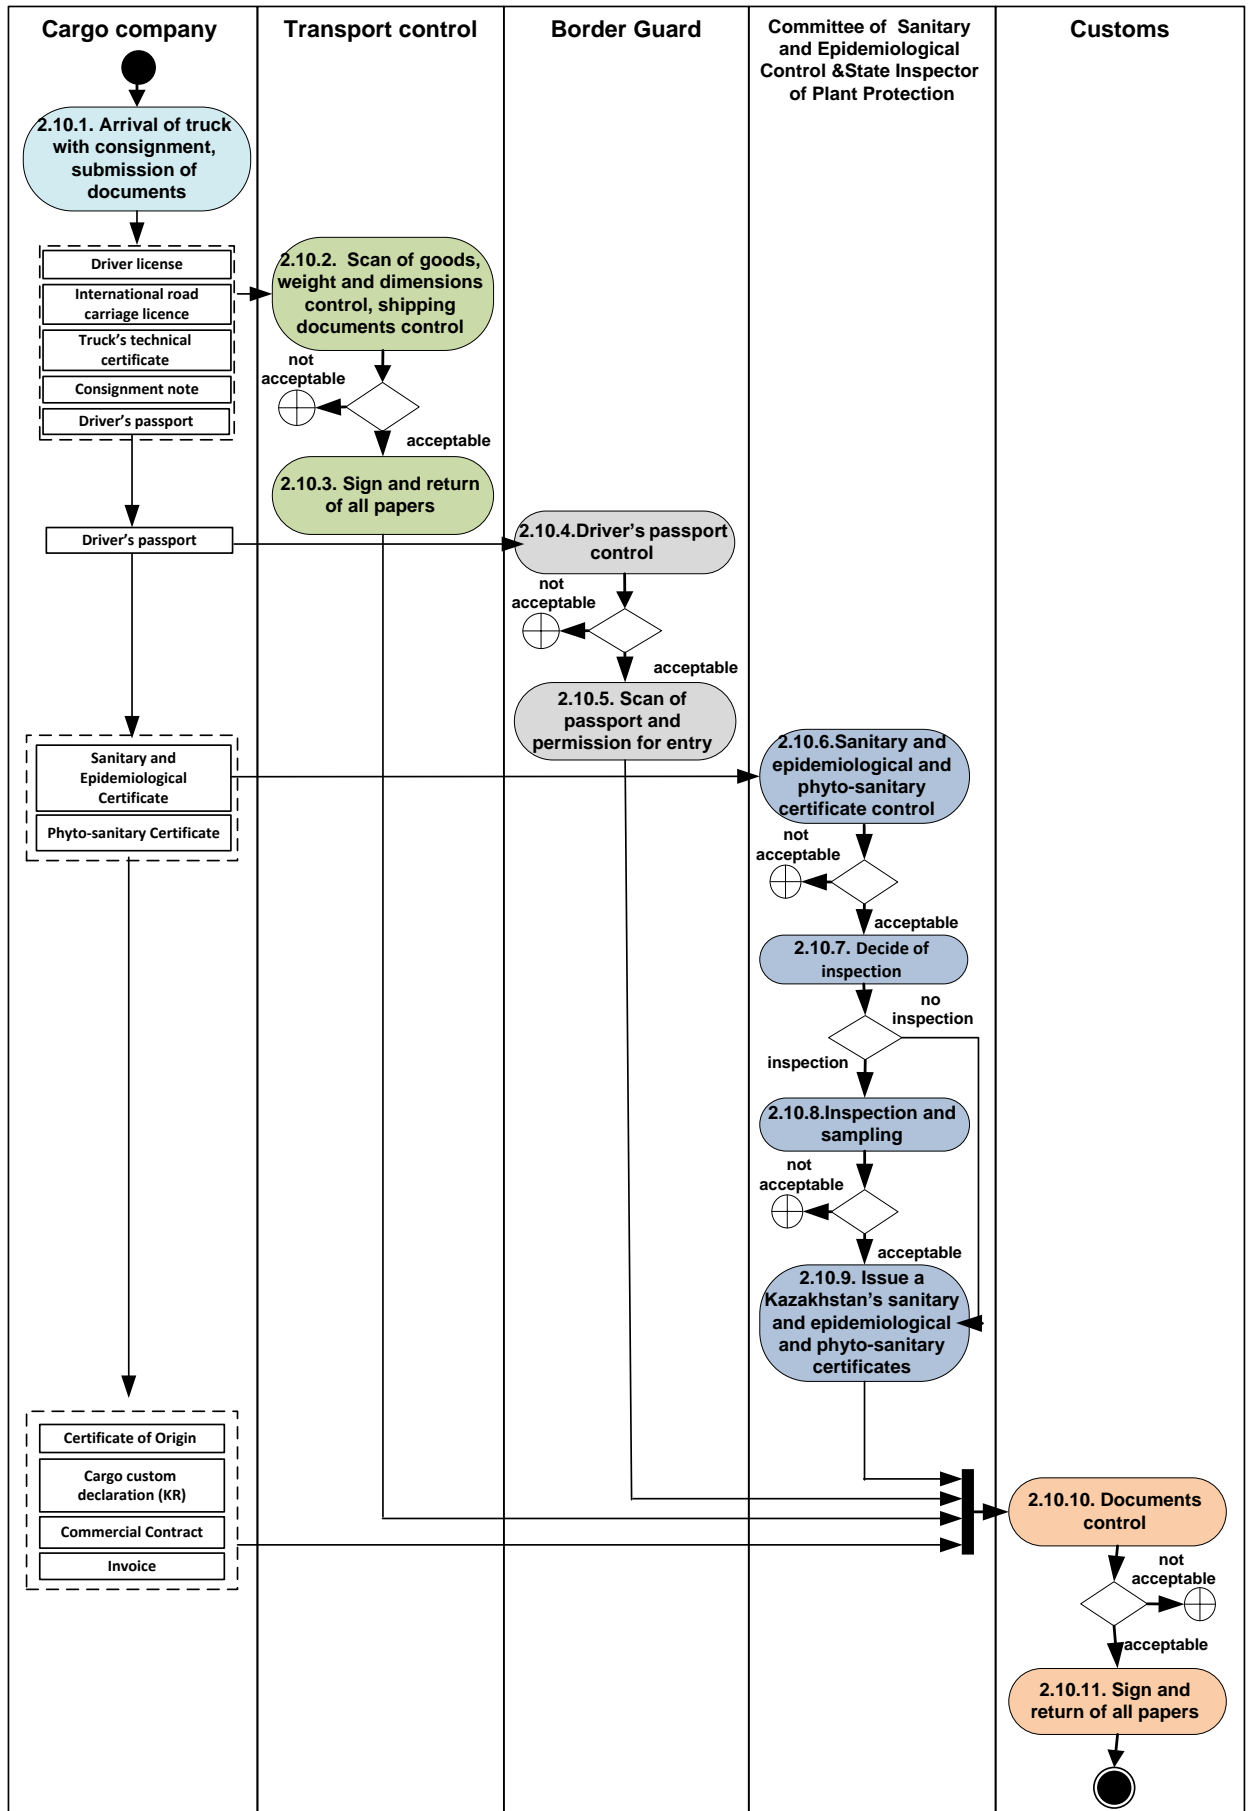 Cargo company
Transport control
Border Guard
Committee of Sanitary
and Epidemiological
Control &State Inspector
of Plant Protection
Customs
2.10.1. Arrival of truck
with consignment,
submission of
documents
Driver license
International road
carriage licence
Truck's technical
certificate
Consignment note
Driver's passport
2.10.2. Scan of goods,
weight and dimensions
control, shipping
documents control
not
acceptable
acceptable
2.10.3. Sign and return
of all papers
Driver's passport
2.10.4.Driver's passport
control
not
acceptable
acceptable
2.10.5. Scan of
passport and
permission for entry
Sanitary and
Epidemiological
Certificate
Phyto-sanitary Certificate
2.10.6.Sanitary and
epidemiological and
phyto-sanitary
certificate control
not
acceptable
acceptable
2.10.7. Decide of
inspection
no
inspection
inspection
2.10.8.Inspection and
sampling
not
acceptable
acceptable
2.10.9. Issue a
Kazakhstan's sanitary
and epidemiological
and phyto-sanitary
certificates
Certificate of Origin
Cargo custom
declaration (KR)
Commercial Contract
Invoice
2.10.10. Documents
control
not
acceptable
acceptable
2.10.11. Sign and
return of all papers